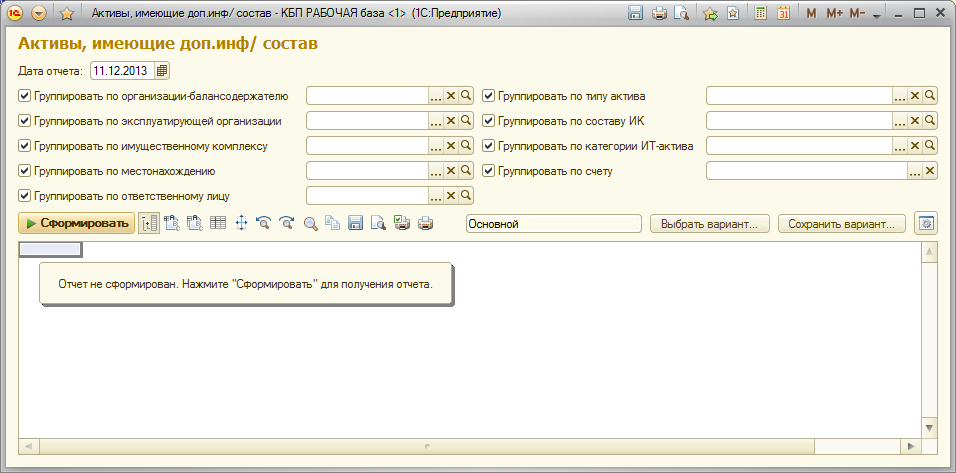 Активы, имеющие доп.инф/ состав - КБП РАБОЧАЯ база <1> (1С:Предприятие)
M M+ M-
31
Активы, имеющие доп.инф/ состав
Дата отчета: 11.12.2013
Группировать по организации-балансодержателю
Группировать по типу актива
Группировать по эксплуатирующей организации
Группировать по составу ИК
Группировать по имущественному комплексу
Группировать по категории ИТ-актива
Группировать по местонахождению
Группировать по счету
Группировать по ответственному лицу
Сформировать
Основной
Выбрать вариант...
Сохранить вариант...
Отчет не сформирован. Нажмите "Сформировать" для получения отчета.